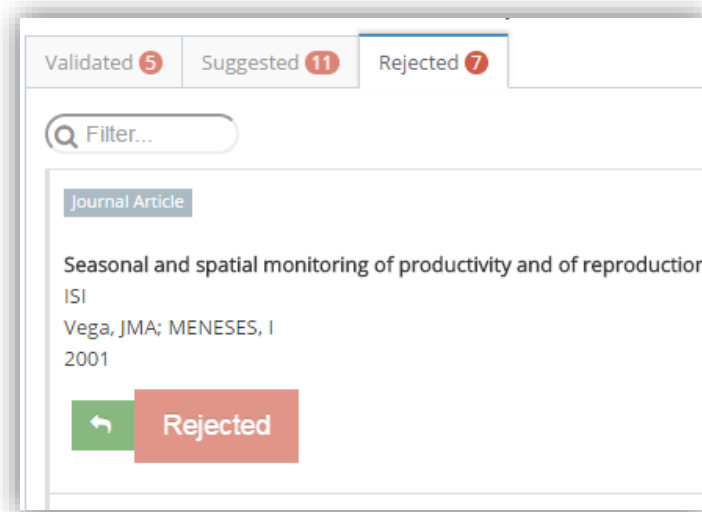 Validated 5 Suggested 11 Rejected 7
Filter...
Journal Article
Seasonal and spatial monitoring of productivity and of reproduction
ISI
Vega, JMA; MENESES, I
2001
Rejected